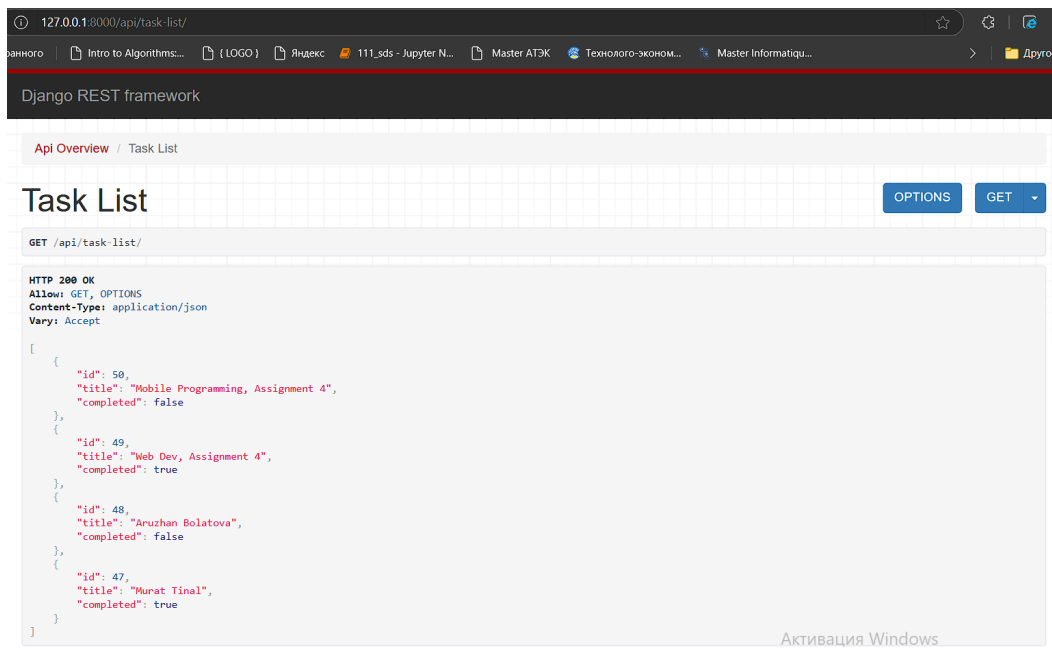 127.0.0.1:8000/api/task-list/
ранного Intro to Algorithms:... { LOGO } Яндекс 111_sds - Jupyter N... Master АТЭК Технолого-эконом... Master Informatiqu... Друго
Django REST framework
Api Overview / Task List
Task List
OPTIONS GET
GET /api/task-list/
HTTP 200 OK
Allow: GET, OPTIONS
Content-Type: application/json
Vary: Accept
[
    {
        "id": 50,
        "title": "Mobile Programming, Assignment 4",
        "completed": false
    },
    {
        "id": 49,
        "title": "Web Dev, Assignment 4",
        "completed": true
    },
    {
        "id": 48,
        "title": "Aruzhan Bolatova",
        "completed": false
    },
    {
        "id": 47,
        "title": "Murat Tinal",
        "completed": true
    }
]
Активация Windows